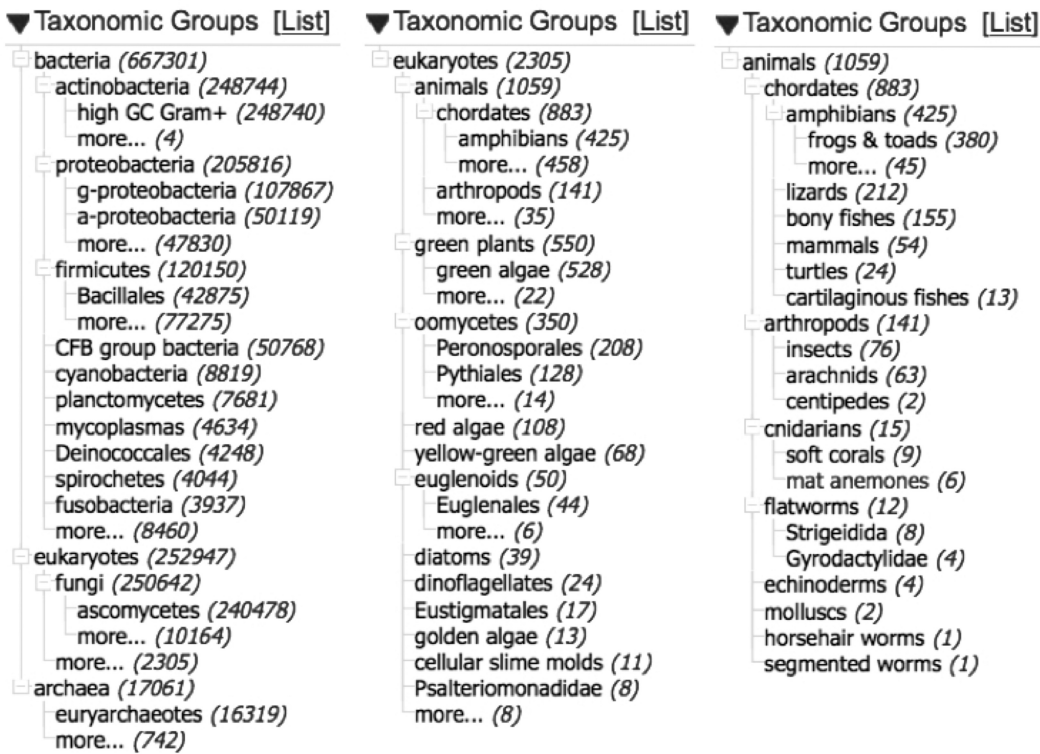 ▼Taxonomic Groups [List]
bacteria (667301)
actinobacteria (248744)
high GC Gram+ (248740)
more... (4)
proteobacteria (205816)
g-proteobacteria (107867)
a-proteobacteria (50119)
more... (47830)
firmicutes (120150)
Bacillales (42875)
more... (77275)
CFB group bacteria (50768)
cyanobacteria (8819)
planctomycetes (7681)
mycoplasmas (4634)
Deinococcales (4248)
spirochetes (4044)
fusobacteria (3937)
more... (8460)
eukaryotes (252947)
fungi (250642)
ascomycetes (240478)
more... (10164)
more... (2305)
archaea (17061)
euryarchaeotes (16319)
more... (742)
▼Taxonomic Groups [List]
eukaryotes (2305)
animals (1059)
chordates (883)
amphibians (425)
more... (458)
arthropods (141)
more... (35)
green plants (550)
green algae (528)
more... (22)
oomycetes (350)
Peronosporales (208)
Pythiales (128)
more... (14)
red algae (108)
yellow-green algae (68)
euglenoids (50)
Euglenales (44)
more... (6)
diatoms (39)
dinoflagellates (24)
Eustigmatales (17)
golden algae (13)
cellular slime molds (11)
Psalteriomonadidae (8)
more... (8)
▼Taxonomic Groups [List]
animals (1059)
chordates (883)
amphibians (425)
frogs & toads (380)
more... (45)
lizards (212)
bony fishes (155)
mammals (54)
turtles (24)
cartilaginous fishes (13)
arthropods (141)
insects (76)
arachnids (63)
centipedes (2)
cnidarians (15)
soft corals (9)
mat anemones (6)
flatworms (12)
Strigeidida (8)
Gyrodactylidae (4)
echinoderms (4)
molluscs (2)
horsehair worms (1)
segmented worms (1)